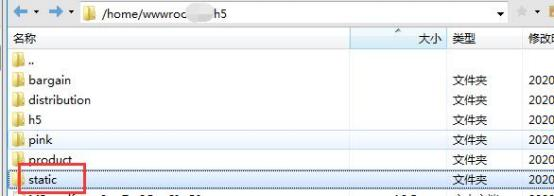 /home/wwwroo h5
名称 大小 类型 修改时
..
bargain 文件夹 2020
distribution 文件夹 2020
h5 文件夹 2020
pink 文件夹 2020
product 文件夹 2020
static 文件夹 2020